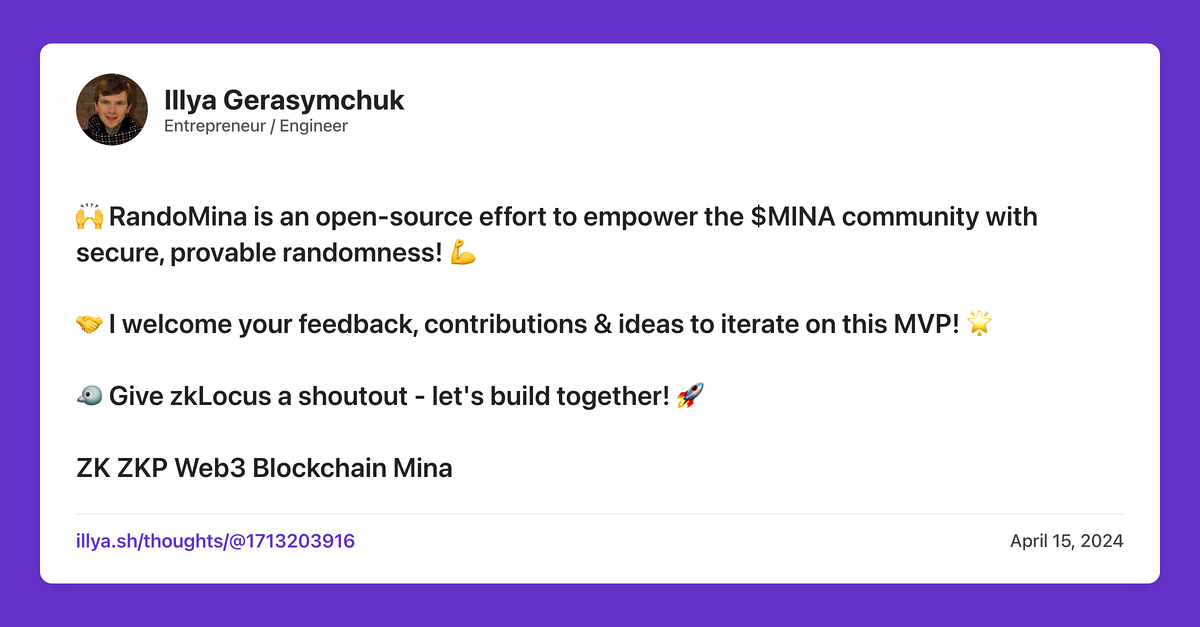 Illya Gerasymchuk
Entrepreneur / Engineer
🙌 RandoMina is an open-source effort to empower the $MINA community with
secure, provable randomness! 💪
🤝 I welcome your feedback, contributions & ideas to iterate on this MVP! 🌟
🐦 Give zkLocus a shoutout - let's build together! 🚀
ZK ZKP Web3 Blockchain Mina
illya.sh/thoughts/@1713203916
April 15, 2024